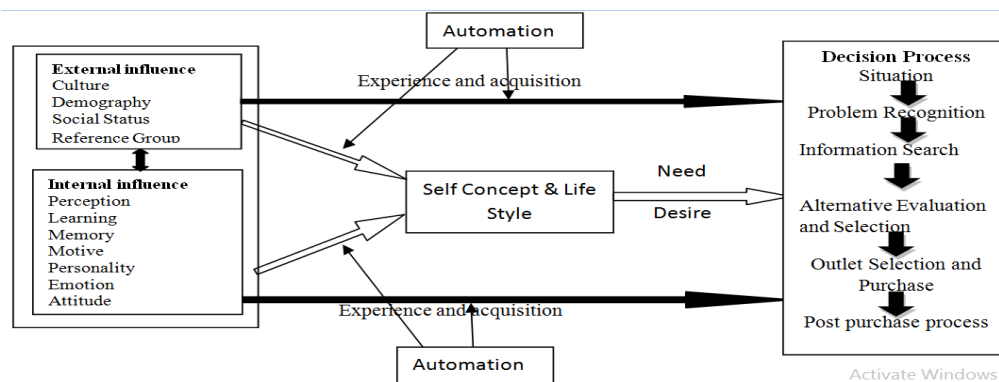 Automation
Experience and acquisition
External influence
Culture
Demography
Social Status
Reference Group
Internal influence
Perception
Learning
Memory
Motive
Personality
Emotion
Attitude
Self Concept & Life
Style
Need
Desire
Experience and acquisition
Automation
Decision Process
Situation
Problem Recognition
Information Search
Alternative Evaluation
and Selection
Outlet Selection and
Purchase
Post purchase process
Activate Windows